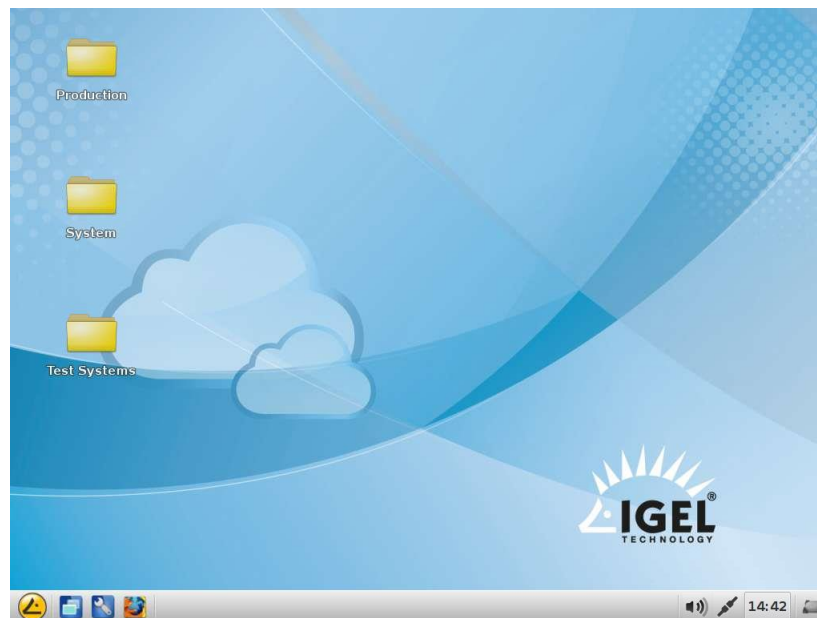 Production
System
Test Systems
IGEL®
TECHNOLOGY
14:42